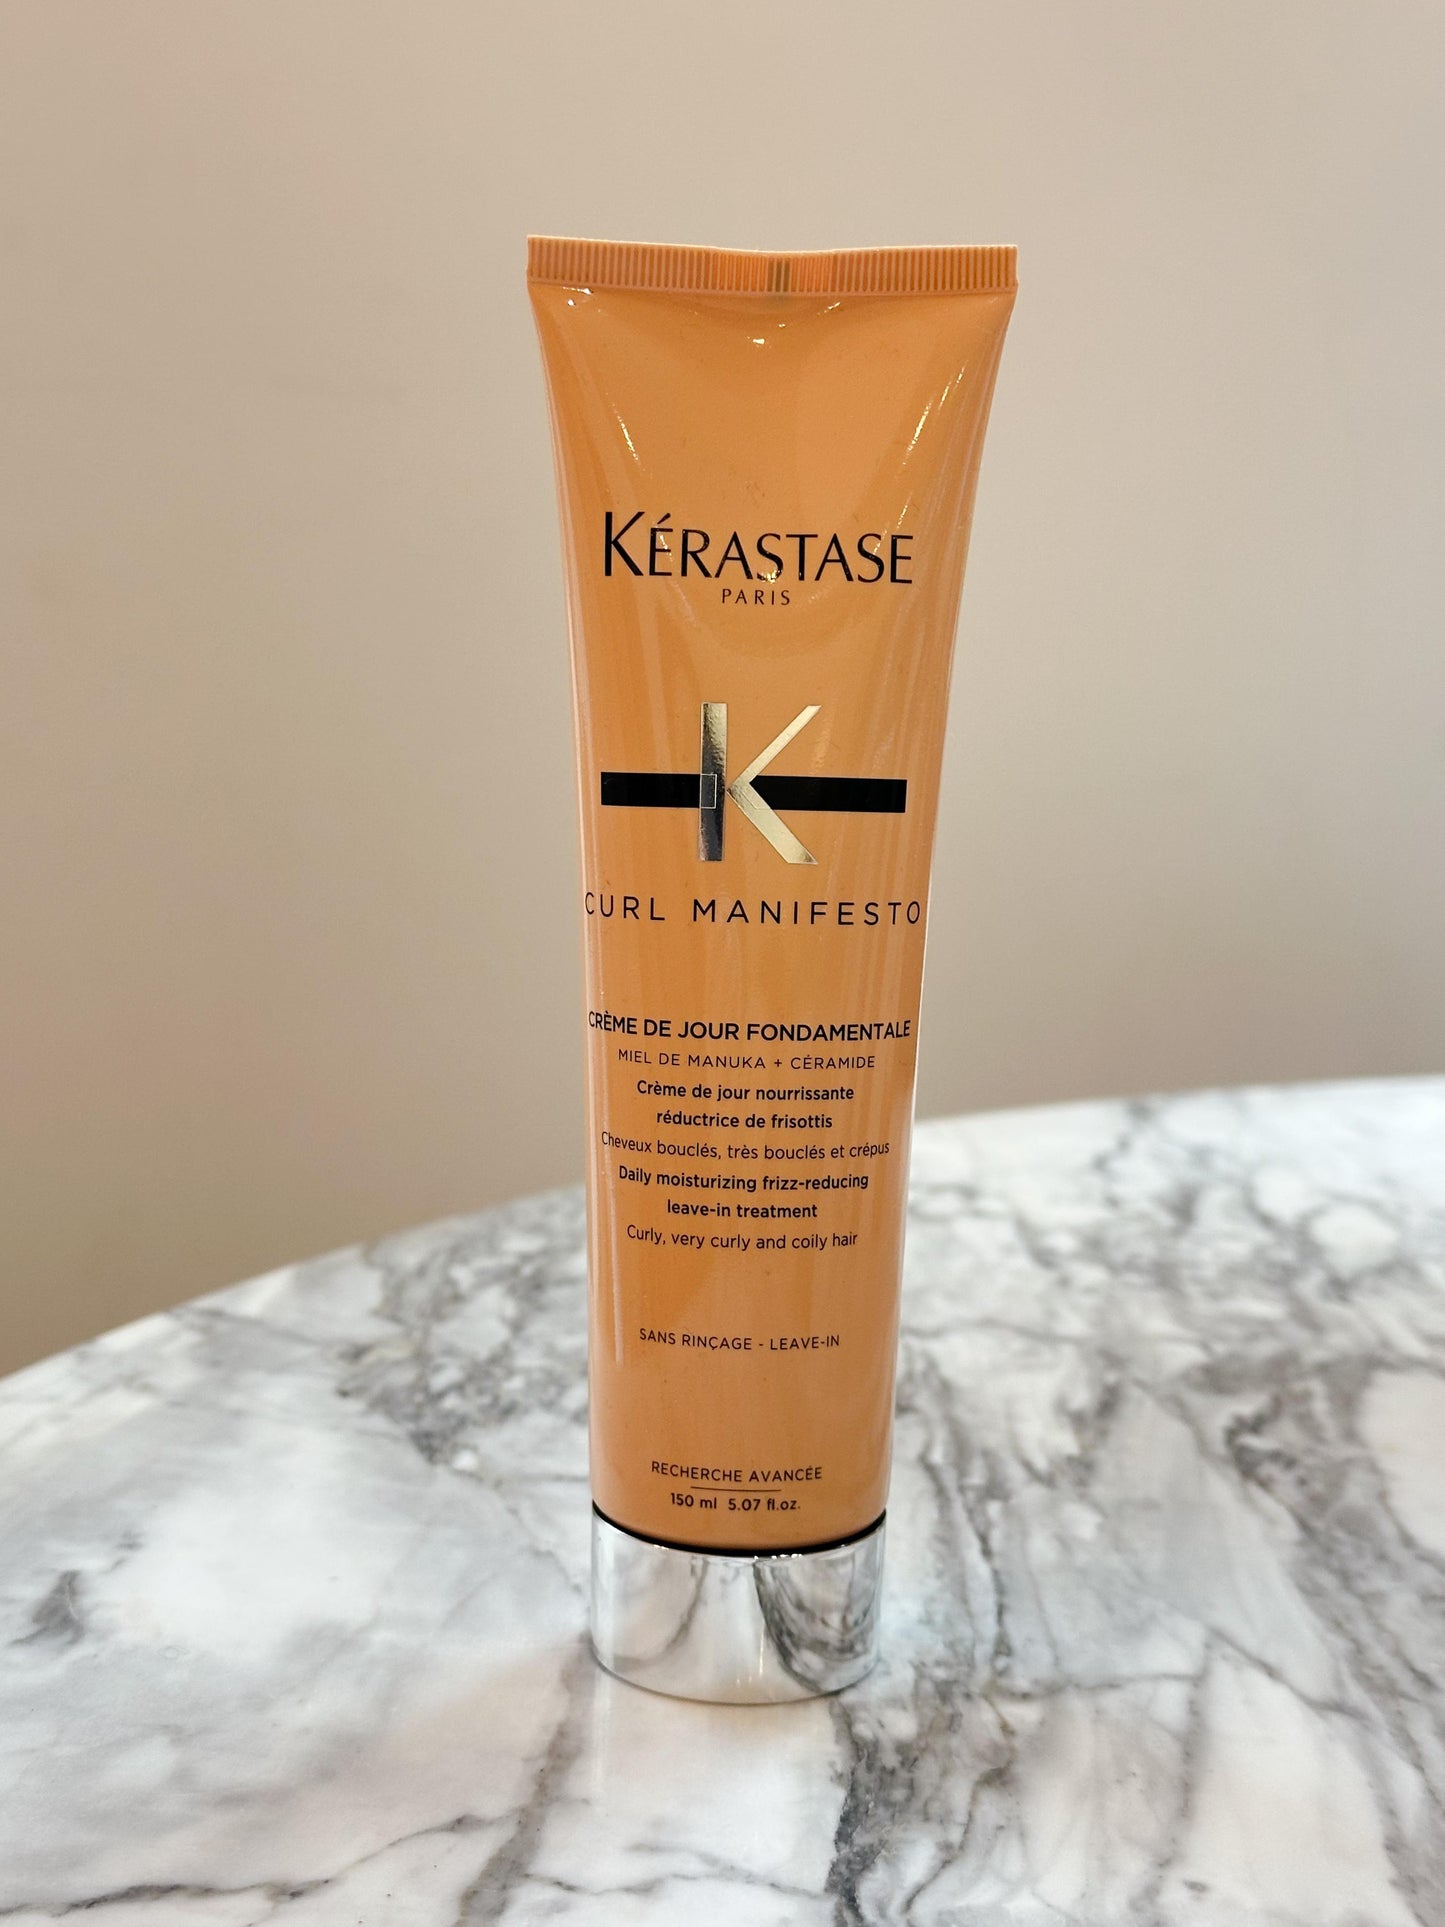 KÉRASTASE
PARIS
K
CURL MANIFESTO
CRÈME DE JOUR FONDAMENTALE
MIEL DE MANUKA + CÉRAMIDE
Crème de jour nourrissante
réductrice de frisottis
Cheveux bouclés, très bouclés et crépus
Daily moisturizing frizz-reducing
leave-in treatment
Curly, very curly and coily hair
SANS RINÇAGE - LEAVE-IN
RECHERCHE AVANCÉE
150 ml 5.07 fl.oz.